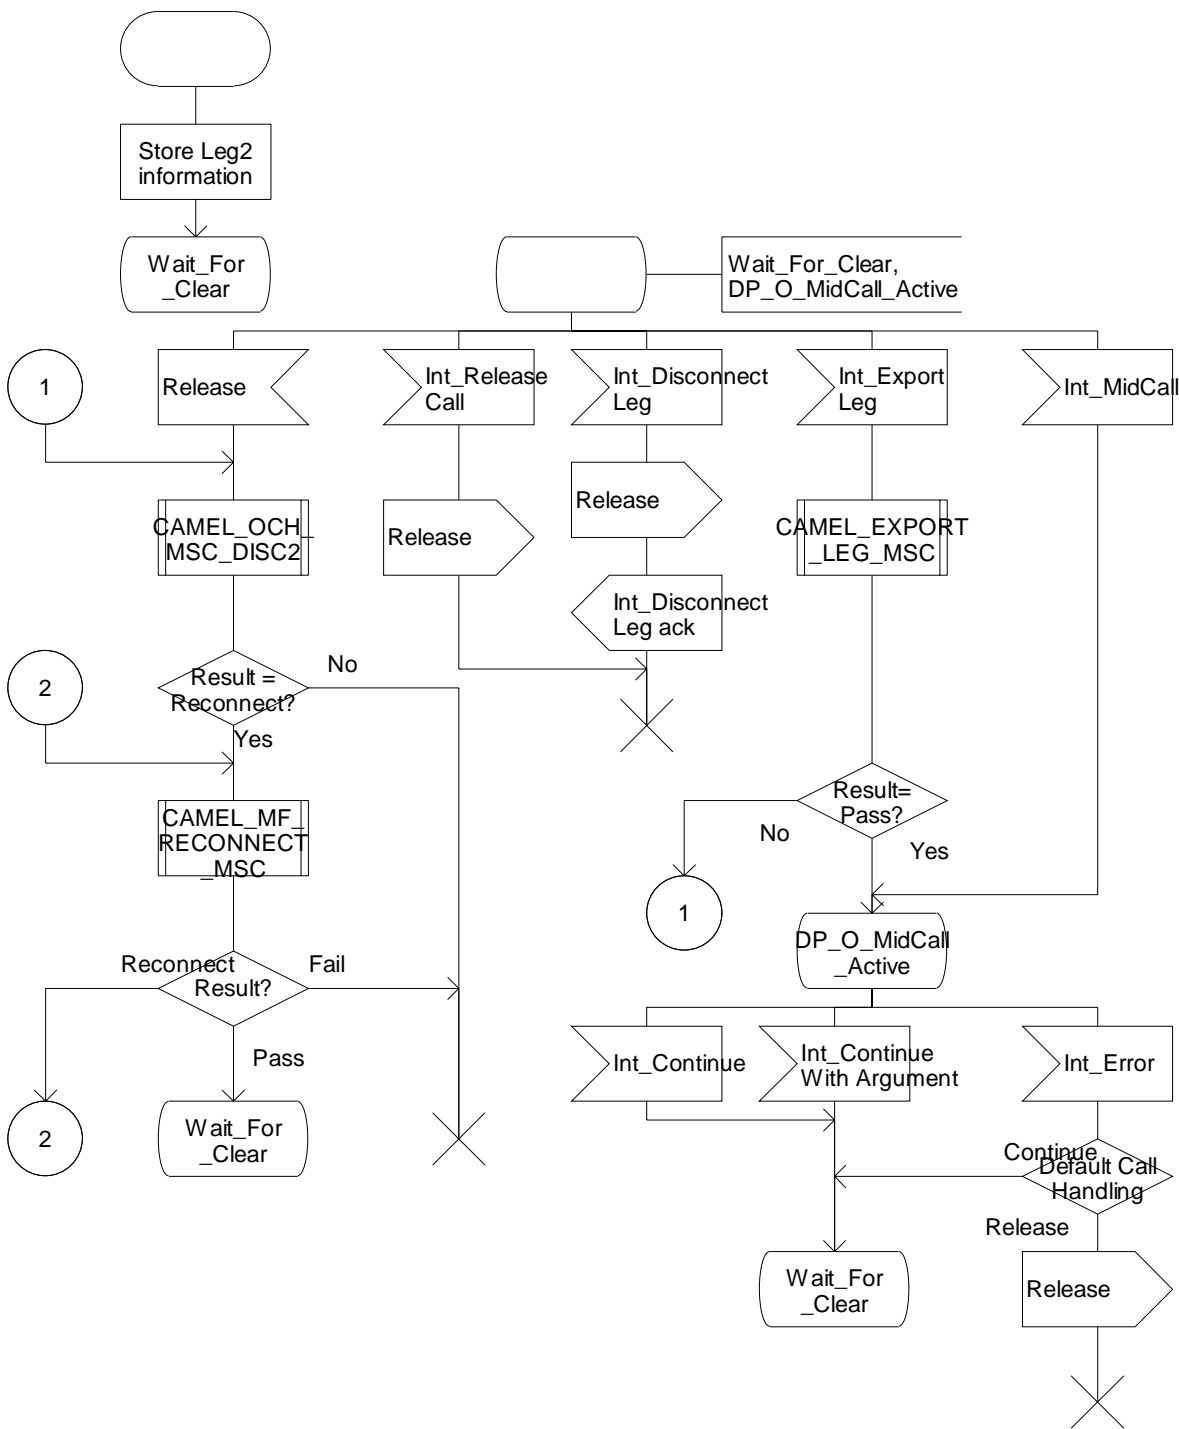 Store Leg2
information
Wait_For
_Clear
Wait_For_Clear,
DP_O_MidCall_Active
1
Release
Int_Release
Call
Int_Disconnect
Leg
Int_Export
Leg
Int_MidCall
Release
CAMEL_OCH_
MSC_DISC2
Release
CAMEL_EXPORT
_LEG_MSC
Int_Disconnect
Leg ack
2
Result =
Reconnect?
No
Yes
CAMEL_MF_
RECONNECT
_MSC
Result=
Pass?
No
Yes
1
DP_O_MidCall
_Active
Reconnect
Result?
Fail
Pass
Int_Continue
Int_Continue
With Argument
Int_Error
2
Wait_For
_Clear
Continue
Default Call
Handling
Release
Wait_For
_Clear
Release